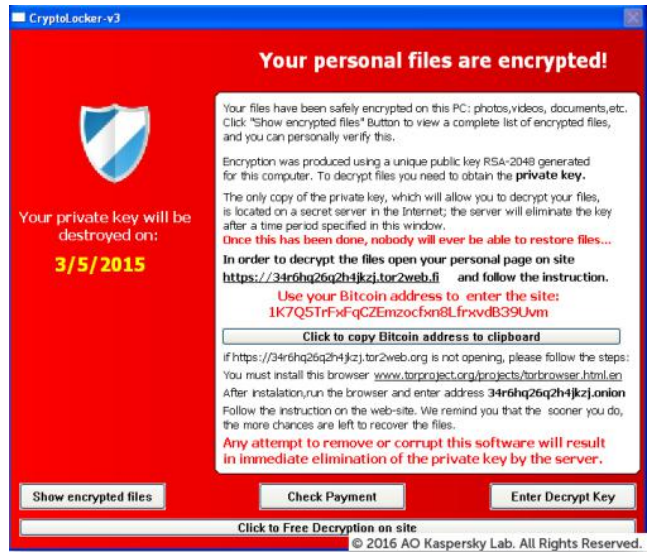 CryptoLocker-v3
Your personal files are encrypted!
Your files have been safely encrypted on this PC: photos,videos, documents,etc.
Click "Show encrypted files" Button to view a complete list of encrypted files,
and you can personally verify this.
Encryption was produced using a unique public key RSA-2048 generated
for this computer. To decrypt files you need to obtain the private key.
The only copy of the private key, which will allow you to decrypt your files,
is located on a secret server in the Internet; the server will eliminate the key
after a time period specified in this window.
Once this has been done, nobody will ever be able to restore files...
In order to decrypt the files open your personal page on site
https://34r6hq26q2h4jkzj.tor2web.fi and follow the instruction.
Use your Bitcoin address to enter the site:
1K7Q5TrFxFqCZEmzocfxn8LfrxvdB39Uvm
Click to copy Bitcoin address to clipboard
if https://34r6hq26q2h4jkzj.tor2web.org is not opening, please follow the steps:
You must install this browser www.torproject.org/projects/torbrowser.html.en
After instalation,run the browser and enter address 34r6hq26q2h4jkzj.onion
Follow the instruction on the web-site. We remind you that the sooner you do,
the more chances are left to recover the files.
Any attempt to remove or corrupt this software will result
in immediate elimination of the private key by the server.
Your private key will be
destroyed on:
3/5/2015
Show encrypted files
Check Payment
Enter Decrypt Key
Click to Free Decryption on site
© 2016 AO Kaspersky Lab. All Rights Reserved.